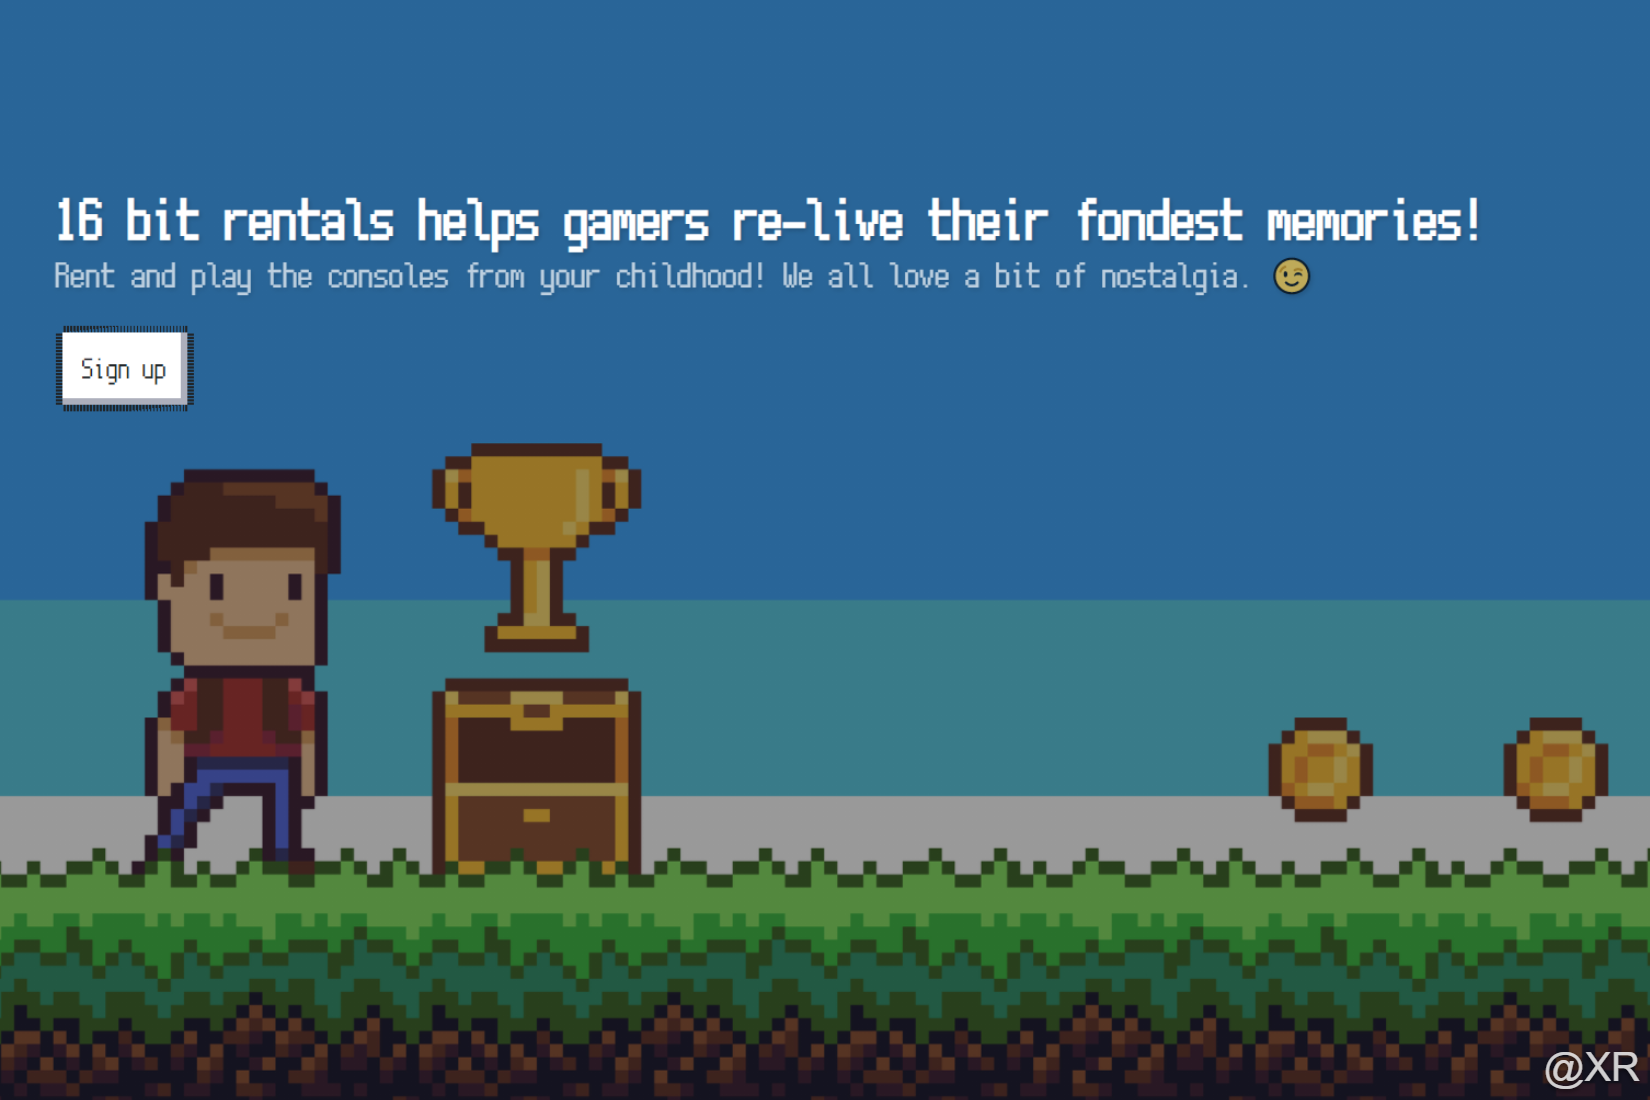 16 bit rentals helps gamers re-live their fondest memories!
Rent and play the consoles from your childhood! We all love a bit of nostalgia. 😉
Sign up
@XR